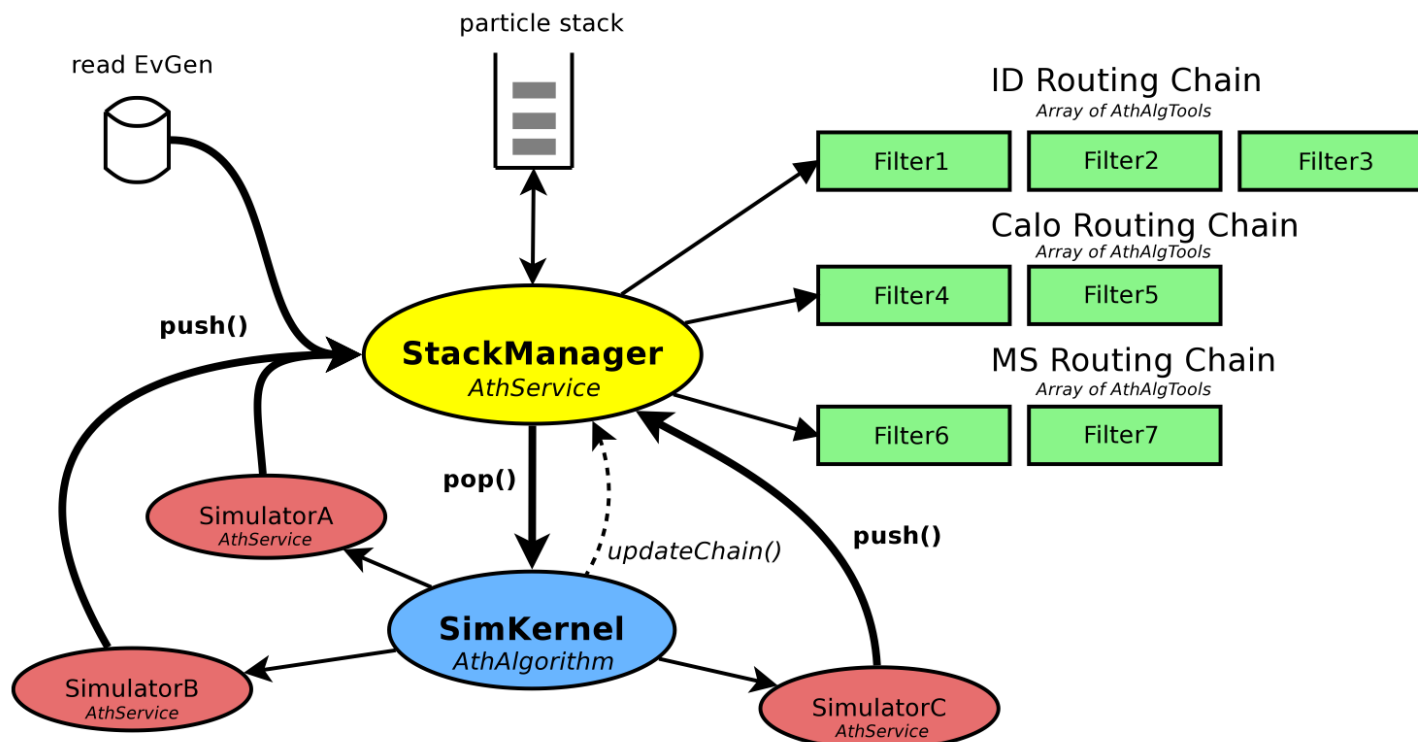 particle stack
read EvGen
ID Routing Chain
Array of AthAlgTools
Filter1
Filter2
Filter3
Calo Routing Chain
Array of AthAlgTools
Filter4
Filter5
push()
StackManager
AthService
MS Routing Chain
Array of AthAlgTools
Filter6
Filter7
pop()
SimulatorA
AthService
updateChain()
push()
SimKernel
AthAlgorithm
SimulatorB
AthService
SimulatorC
AthService